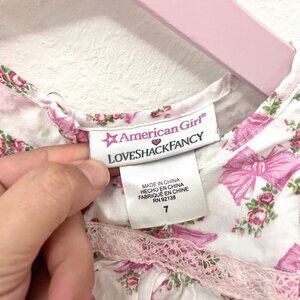 American Girl
LOVESHACKFANCY
MADE IN CHINA
HECHO EN CHINA
FABRIQUÉ EN CHINE
RN 92138
7